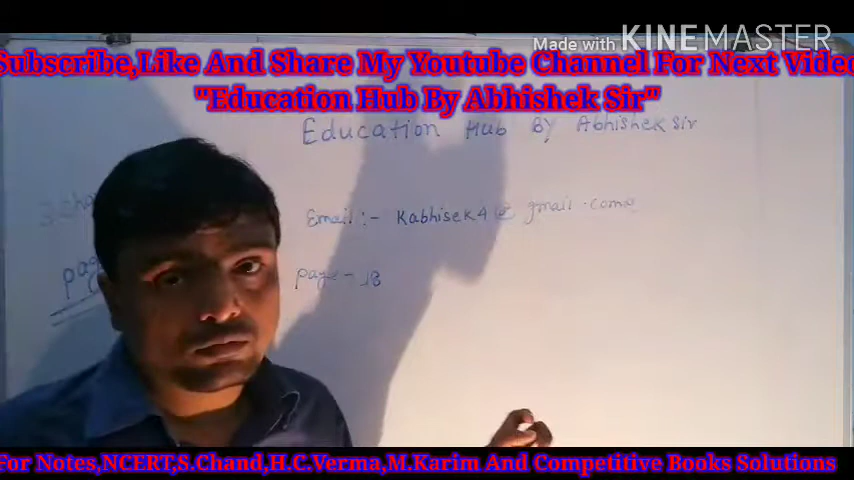 Made with KINEMASTER
Subscribe,Like And Share My Youtube Channel For Next Video
"Education Hub By Abhishek Sir"
Education Hub By Abhishek Sir
Email :- Kabhisek4@gmail.com
page - 18
For Notes,NCERT,S.Chand,H.C.Verma,M.Karim And Competitive Books Solutions